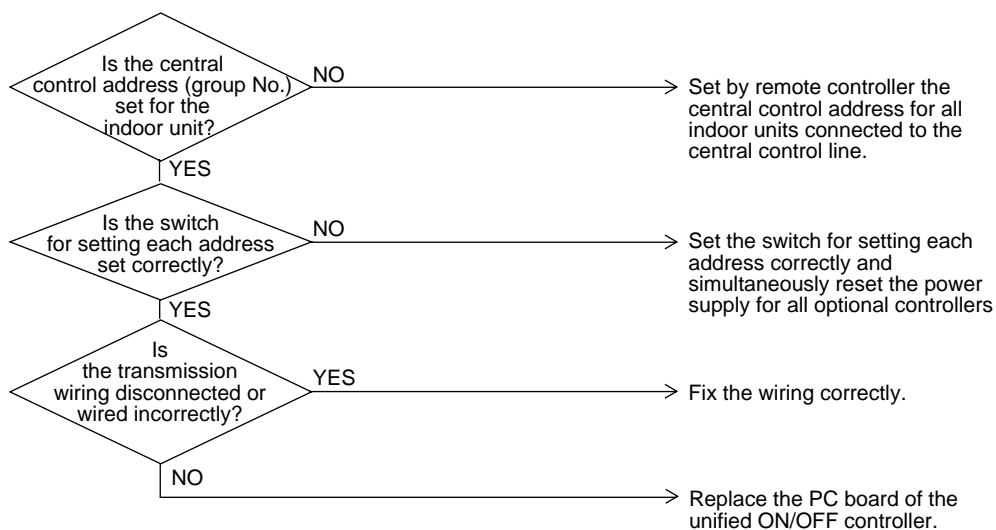 Is the central
control address (group No.)
set for the
indoor unit?
NO
Set by remote controller the
central control address for all
indoor units connected to the
central control line.
YES
Is the switch
for setting each address
set correctly?
NO
Set the switch for setting each
address correctly and
simultaneously reset the power
supply for all optional controllers
YES
Is
the transmission
wiring disconnected or
wired incorrectly?
YES
Fix the wiring correctly.
NO
Replace the PC board of the
unified ON/OFF controller.